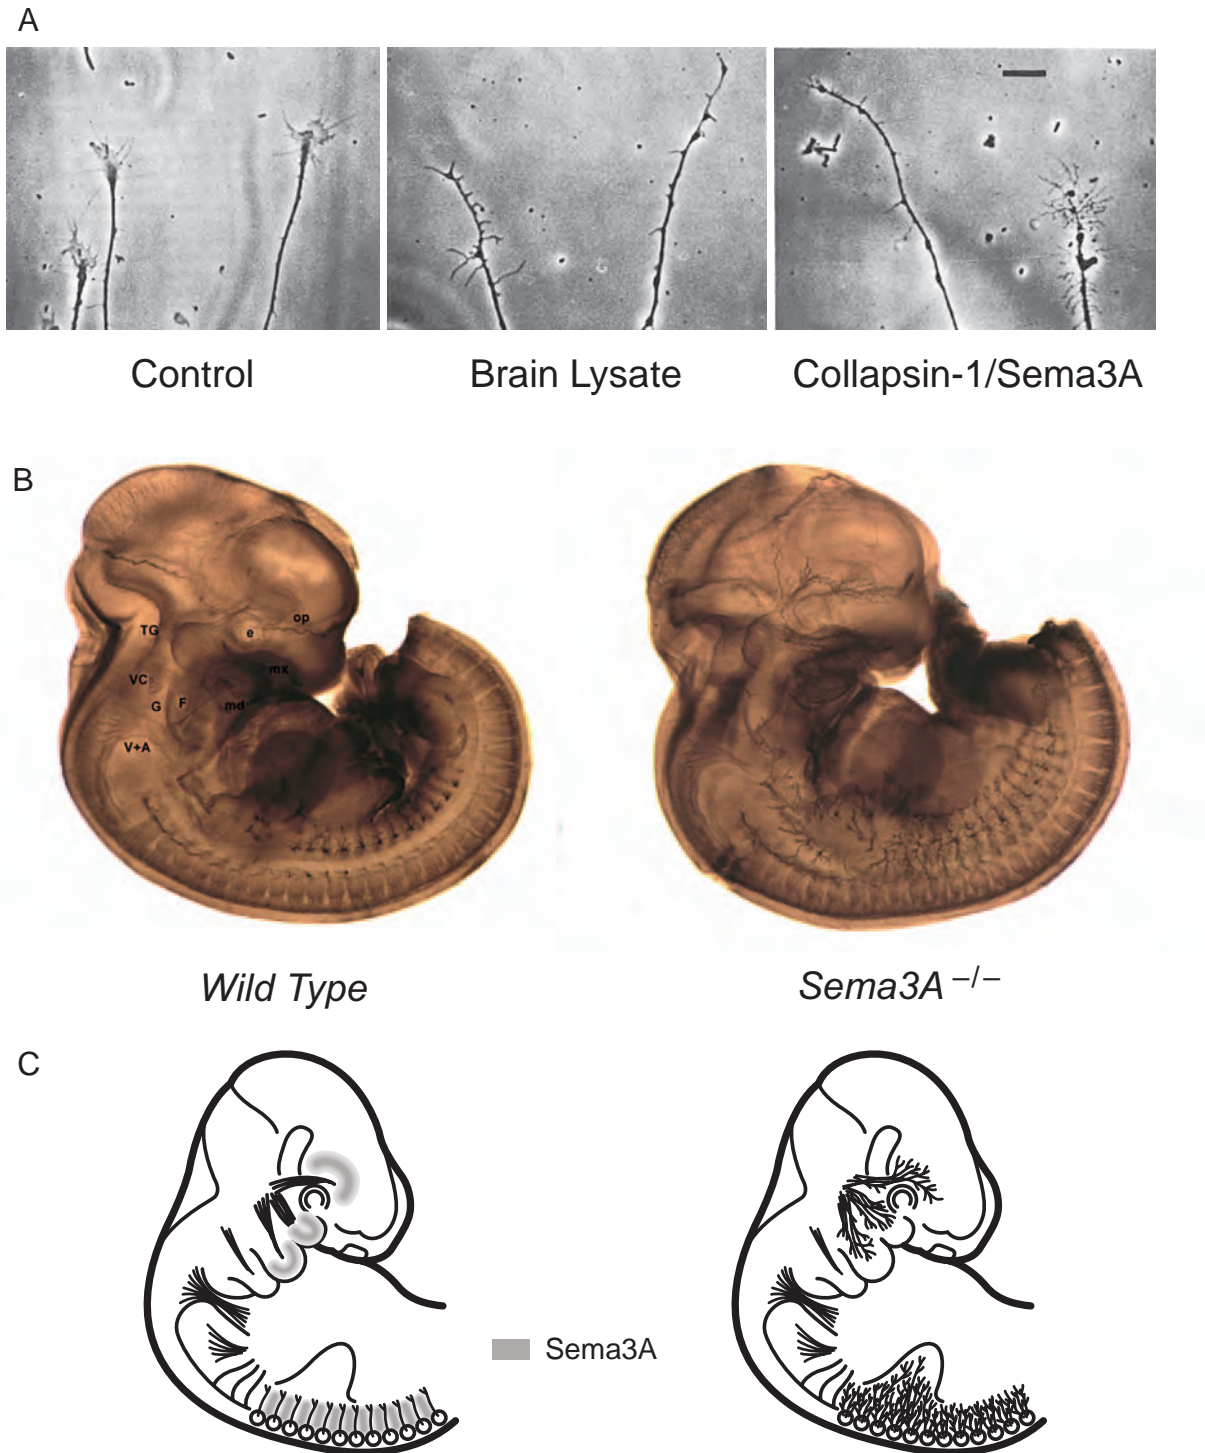 A
Control
Brain Lysate
Collapsin-1/Sema3A
B
op
e
TG
mx
VC
G
F
md
V+A
Wild Type
Sema3A –/–
C
Sema3A